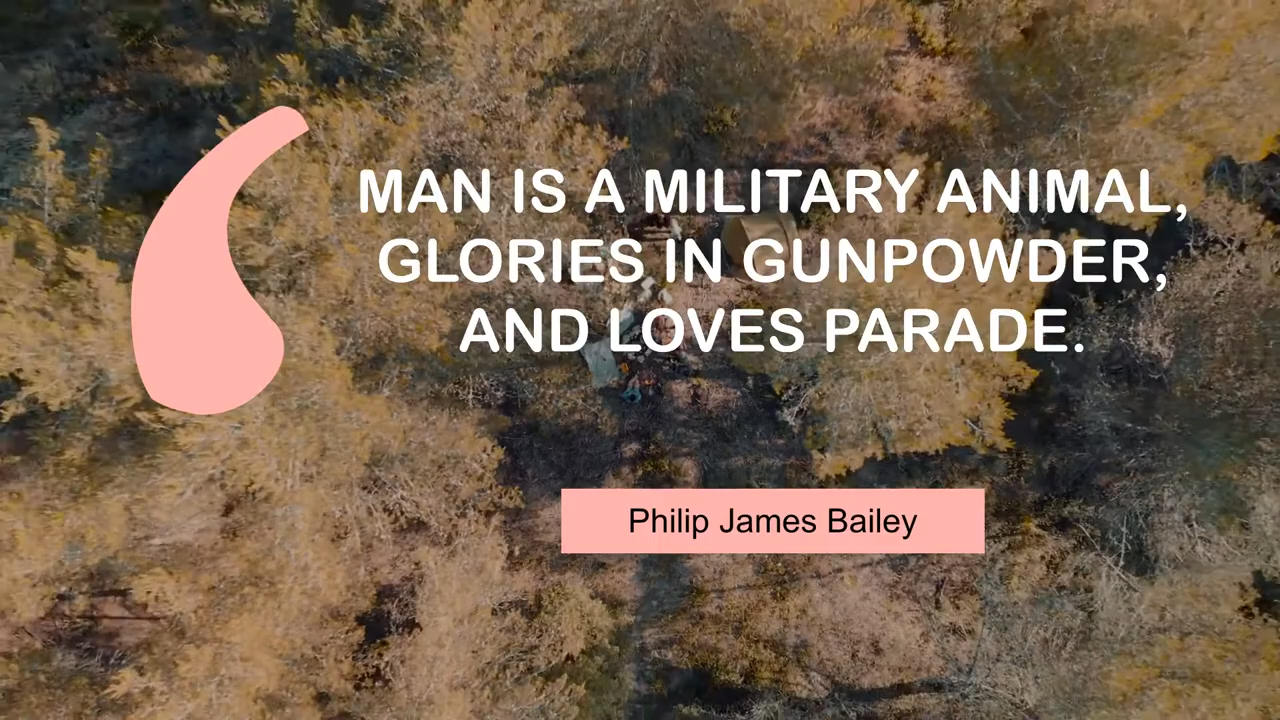 MAN IS A MILITARY ANIMAL,
GLORIES IN GUNPOWDER,
AND LOVES PARADE.
Philip James Bailey